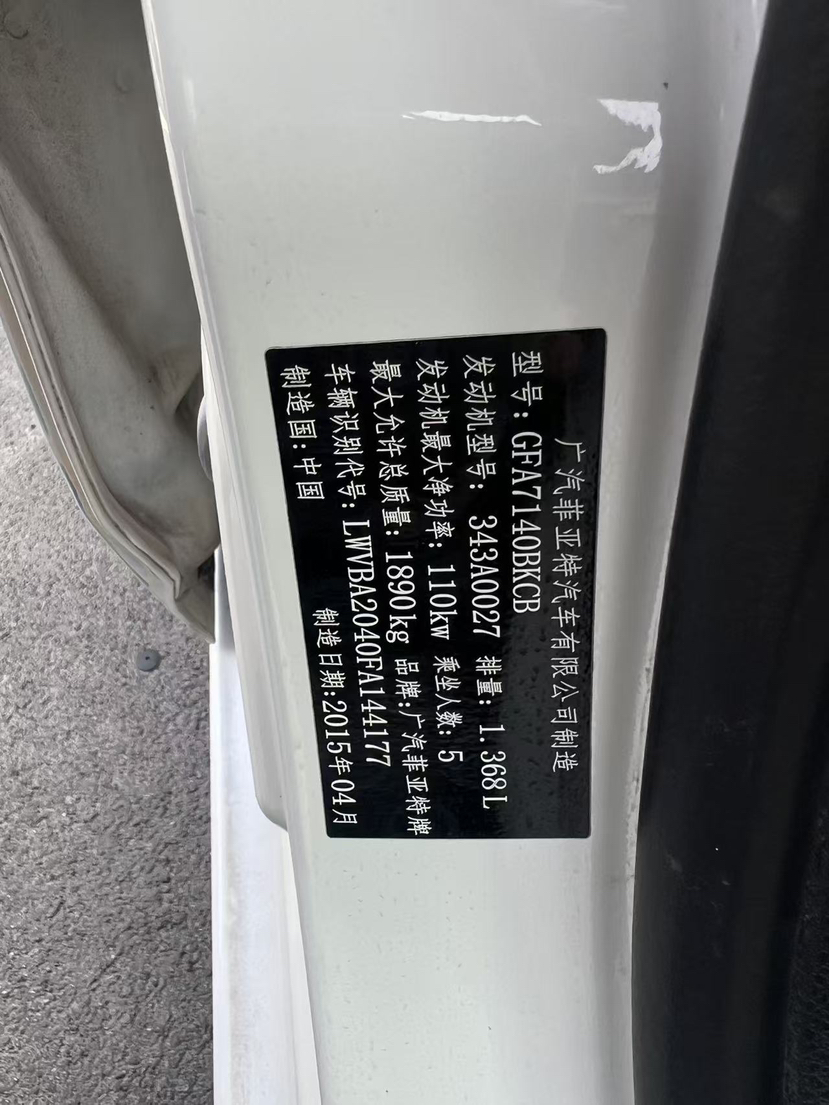 广汽菲亚特汽车有限公司制造
型号:GFA7140BKCB
发动机型号: 343A0027 排量: 1.368L
发动机最大净功率: 110kw 乘坐人数: 5
最大允许总质量: 1890kg 品牌:广汽菲亚特牌
车辆识别代号: LWVBA2040FA144177
制造国:中国 制造日期:2015年04月